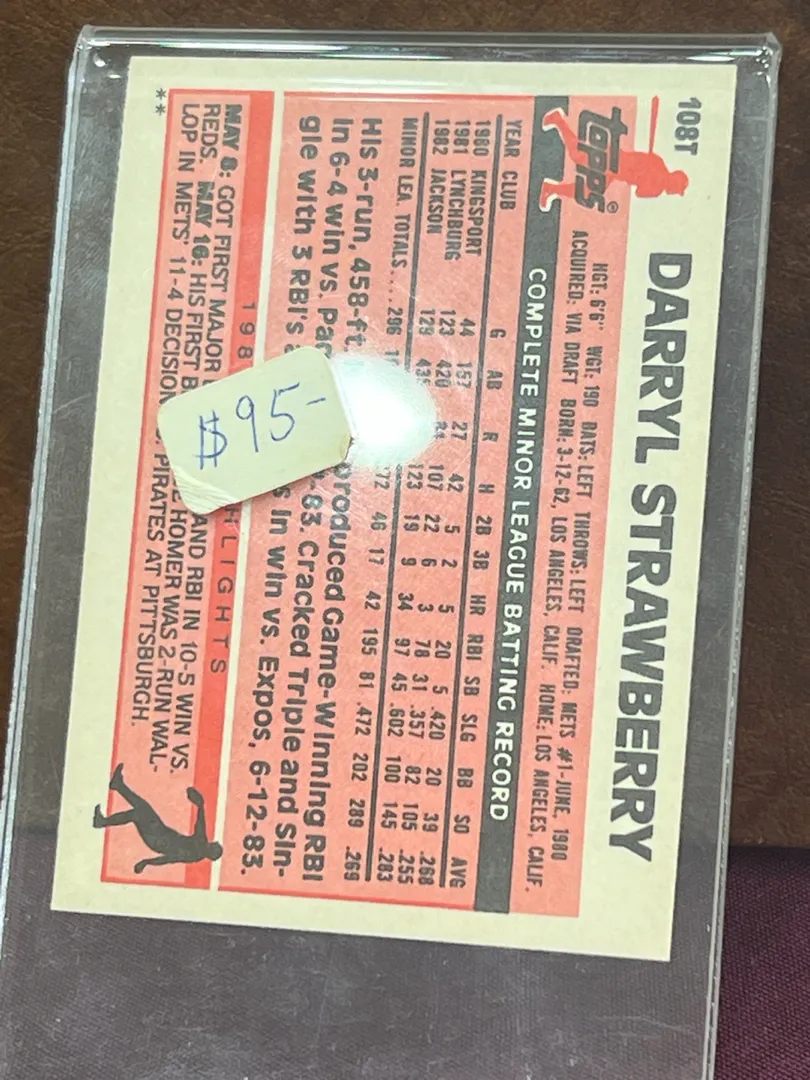 108T
DARRYL STRAWBERRY
topps®
HGT: 6'6" WGT: 190 BATS: LEFT THROWS: LEFT DRAFTED: METS #1-JUNE, 1980
ACQUIRED: VIA DRAFT BORN: 3-12-62, LOS ANGELES, CALIF. HOME: LOS ANGELES, CALIF.
COMPLETE MINOR LEAGUE BATTING RECORD
YEAR CLUB G AB R H 2B 3B HR RBI SB SLG BB SO AVG
1980 KINGSPORT 44 157 27 42 5 2 5 20 5 .420 20 39 .268
1981 LYNCHBURG 123 420 84 107 22 6 3 78 31 .357 82 105 .255
1982 JACKSON 129 435 123 19 9 34 97 45 .602 100 145 .283
MINOR LEA. TOTALS.... 296 46 17 42 195 81 .472 202 289 .269
His 3-run, 458-ft. produced Game-Winning RBI
in 6-4 win vs. 83. Cracked Triple and Sin-
gle with 3 RBI's in win vs. Expos, 6-12-83.
MAY 8: GOT FIRST MAJOR AND RBI IN 10-5 WIN VS.
REDS. MAY 16: HIS FIRST HOMER WAS 2-RUN WAL-
LOP IN METS' 11-4 DECISION PIRATES AT PITTSBURGH.
**
$95-